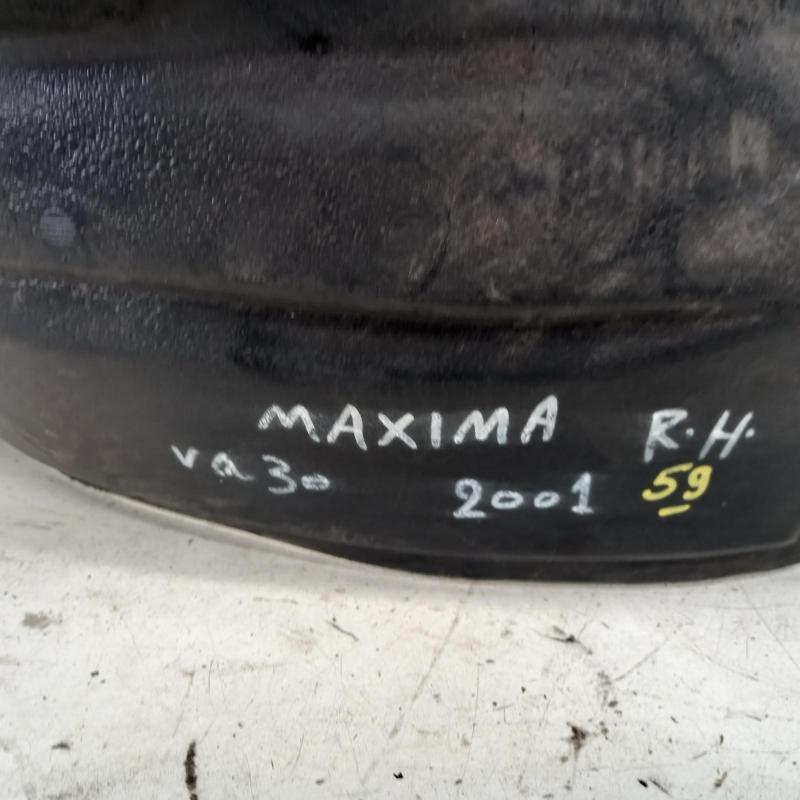 MAXIMA R.H.
va30 2001 59